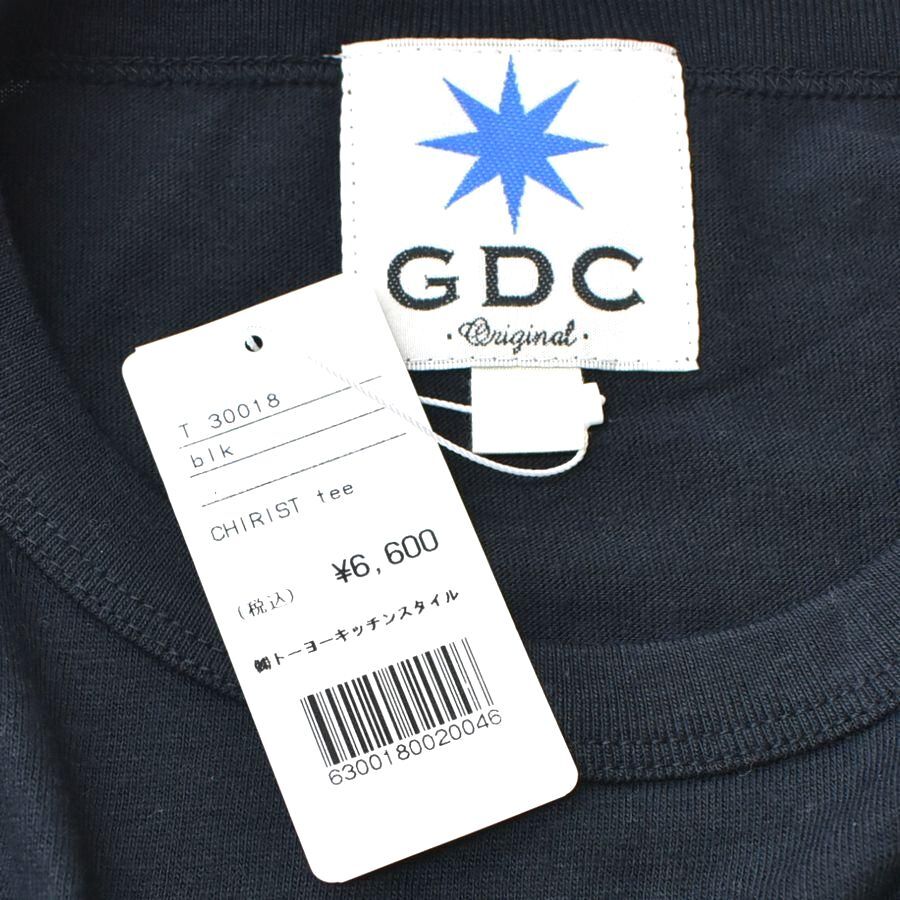 GDC
· Original ·
T 30018
blk
CHIRIST tee
¥6,600
(税込)
㈱トーヨーキッチンスタイル
6300180020046